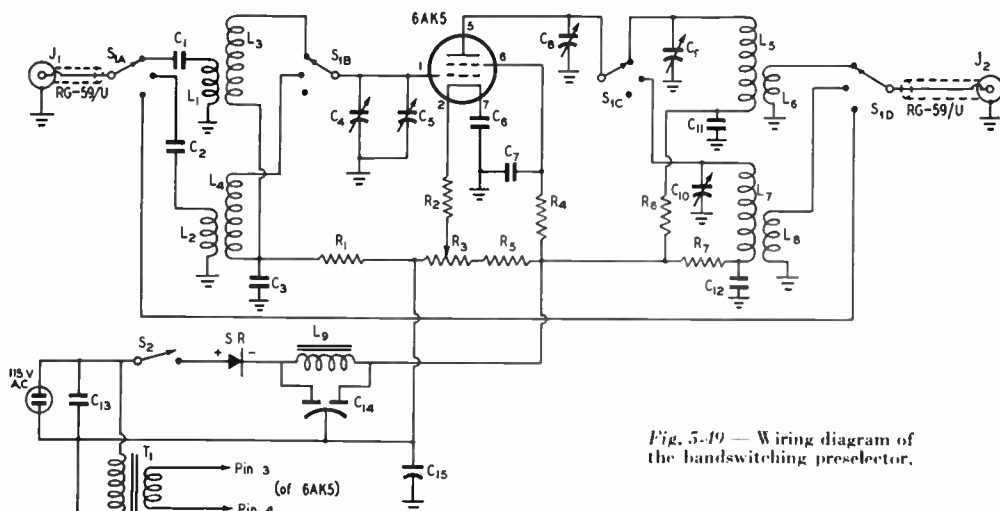 6AK5
J1
S1A
C1
L3
S1B
5
C8
C9
L5
J2
1
6
RG-59/U
L1
C4
C5
2
7
C6
S1C
L6
S1D
RG-59/U
C2
C7
C11
L4
R2
R4
R6
C10
L7
L2
L8
R1
R3
R5
R7
C3
C12
S2
+ SR -
L9
115 V
A.C.
C13
C14
Fig. 5-49 — Wiring diagram of
the bandswitching preselector.
T1
Pin 3
C15
(of 6AK5)
Pin 4